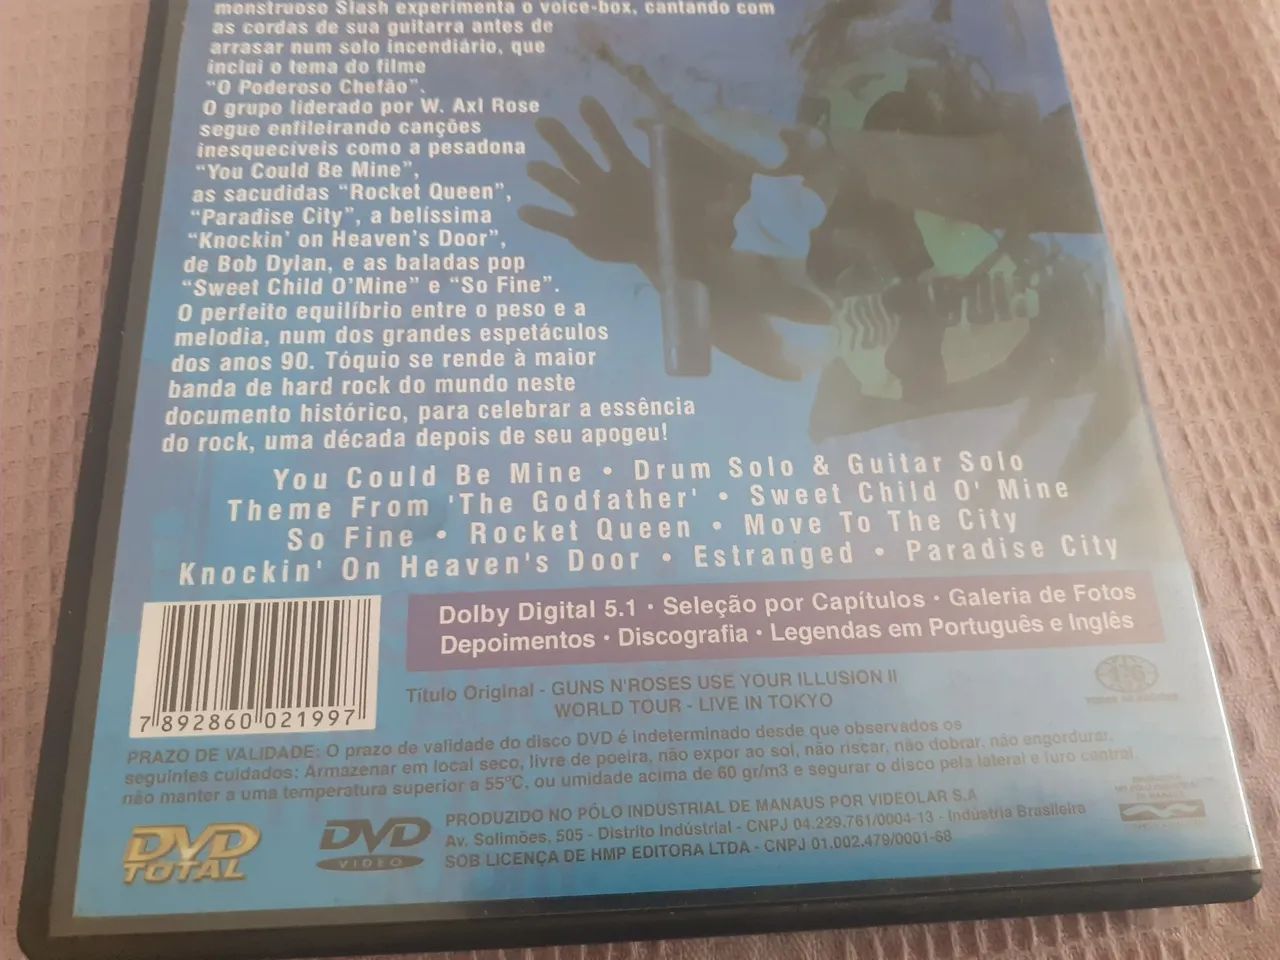 monstruoso Slash experimenta o voice-box, cantando com
as cordas de sua guitarra antes de
arrasar num solo incendiário, que
inclui o tema do filme
"O Poderoso Chefão".
O grupo liderado por W. Axl Rose
segue enfileirando canções
inesquecíveis como a pesadona
"You Could Be Mine",
as sacudidas "Rocket Queen",
"Paradise City", a belíssima
"Knockin' on Heaven's Door",
de Bob Dylan, e as baladas pop
"Sweet Child O'Mine" e "So Fine".
O perfeito equilíbrio entre o peso e a
melodia, num dos grandes espetáculos
dos anos 90. Tóquio se rende à maior
banda de hard rock do mundo neste
documento histórico, para celebrar a essência
do rock, uma década depois de seu apogeu!
You Could Be Mine • Drum Solo & Guitar Solo
Theme From 'The Godfather' • Sweet Child O' Mine
So Fine • Rocket Queen • Move To The City
Knockin' On Heaven's Door • Estranged • Paradise City
Dolby Digital 5.1 • Seleção por Capítulos • Galeria de Fotos
Depoimentos • Discografia • Legendas em Português e Inglês
Título Original - GUNS N'ROSES USE YOUR ILLUSION II
WORLD TOUR - LIVE IN TOKYO
7 892860 021997
PRAZO DE VALIDADE: O prazo de validade do disco DVD é indeterminado desde que observados os
seguintes cuidados: Armazenar em local seco, livre de poeira, não expor ao sol, não riscar, não dobrar, não engordurar,
não manter a uma temperatura superior a 55ºC, ou umidade acima de 60 gr/m3 e segurar o disco pela lateral e furo central.
DVD
TOTAL
DVD
VIDEO
PRODUZIDO NO PÓLO INDUSTRIAL DE MANAUS POR VIDEOLAR S.A
Av. Solimões, 505 - Distrito Indústrial - CNPJ 04.229.761/0004-13 - Indústria Brasileira
SOB LICENÇA DE HMP EDITORA LTDA - CNPJ 01.002.479/0001-68